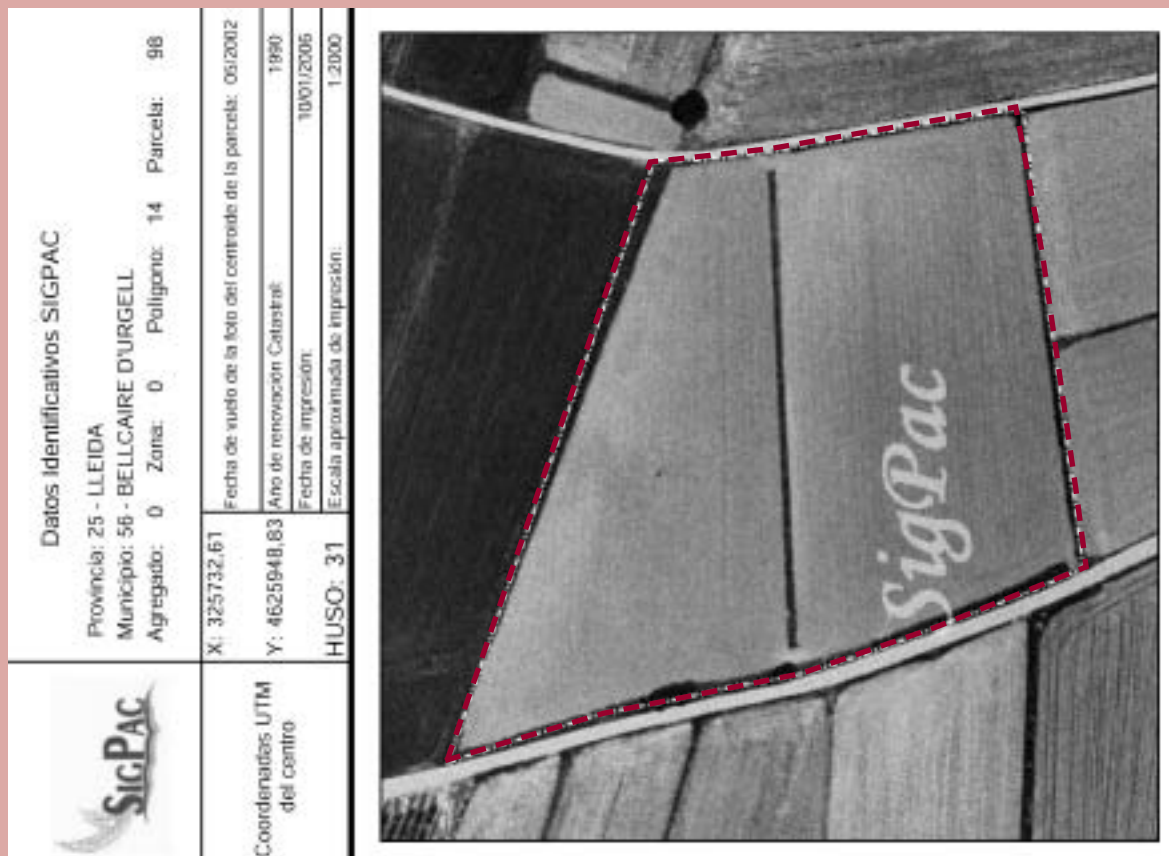 Datos Identificativos SIGPAC
Provincia: 25 - LLEIDA
Municipio: 56 - BELLCAIRE D'URGELL
Agregado: 0 Zona: 0 Polígono: 14 Parcela: 98
SIGPAC
Coordenadas UTM
del centro
X: 325732,61
Y: 4625948,83
HUSO: 31
Fecha de vuelo de la foto del centroide de la parcela: 05/2002
Ano de renovación Catastral: 1990
Fecha de impresión: 10/01/2006
Escala aproximada de impresión: 1:2000
SigPac